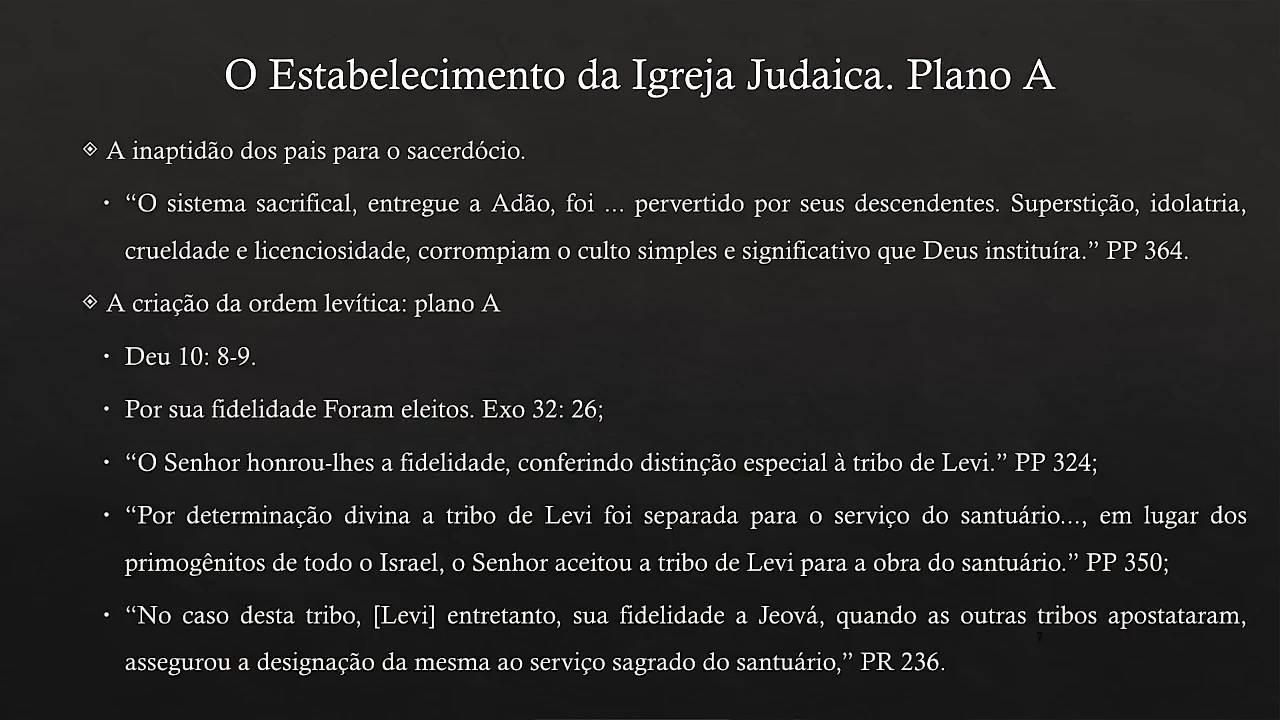 O Estabelecimento da Igreja Judaica. Plano A
A inaptidão dos pais para o sacerdócio.
“O sistema sacrifical, entregue a Adão, foi ... pervertido por seus descendentes. Superstição, idolatria,
crueldade e licenciosidade, corrompiam o culto simples e significativo que Deus instituíra.” PP 364.
A criação da ordem levítica: plano A
Deu 10: 8-9.
Por sua fidelidade Foram eleitos. Exo 32: 26;
“O Senhor honrou-lhes a fidelidade, conferindo distinção especial à tribo de Levi.” PP 324;
“Por determinação divina a tribo de Levi foi separada para o serviço do santuário..., em lugar dos
primogênitos de todo o Israel, o Senhor aceitou a tribo de Levi para a obra do santuário.” PP 350;
“No caso desta tribo, [Levi] entretanto, sua fidelidade a Jeová, quando as outras tribos apostataram,
7
assegurou a designação da mesma ao serviço sagrado do santuário,” PR 236.